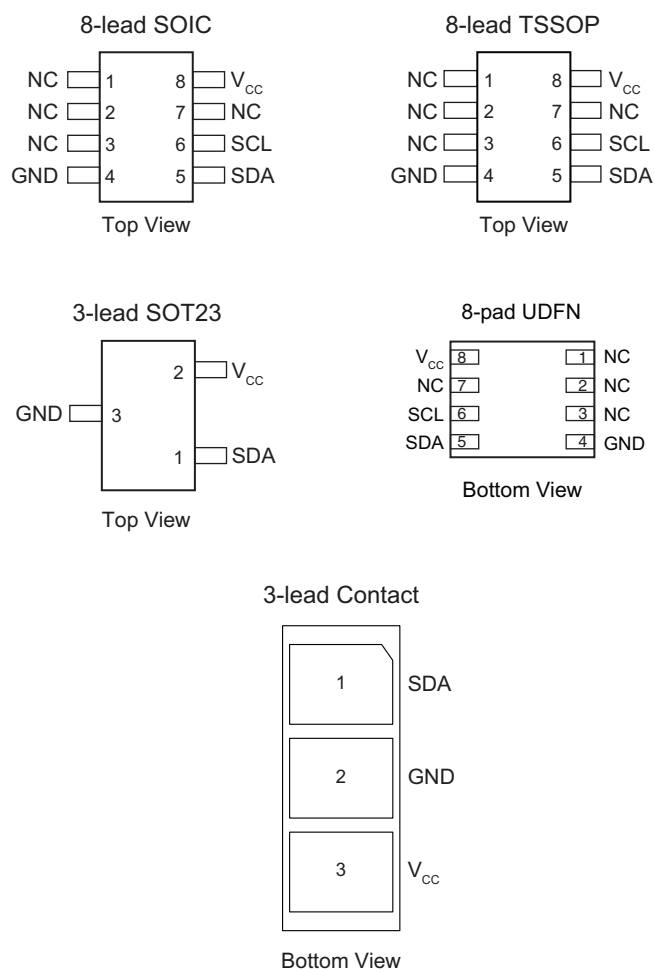 8-lead SOIC
NC 1 8 VCC
NC 2 7 NC
NC 3 6 SCL
GND 4 5 SDA
Top View
8-lead TSSOP
NC 1 8 VCC
NC 2 7 NC
NC 3 6 SCL
GND 4 5 SDA
Top View
3-lead SOT23
2 VCC
GND 3
1 SDA
Top View
8-pad UDFN
VCC 8 1 NC
NC 7 2 NC
SCL 6 3 NC
SDA 5 4 GND
Bottom View
3-lead Contact
1 SDA
2 GND
3 VCC
Bottom View